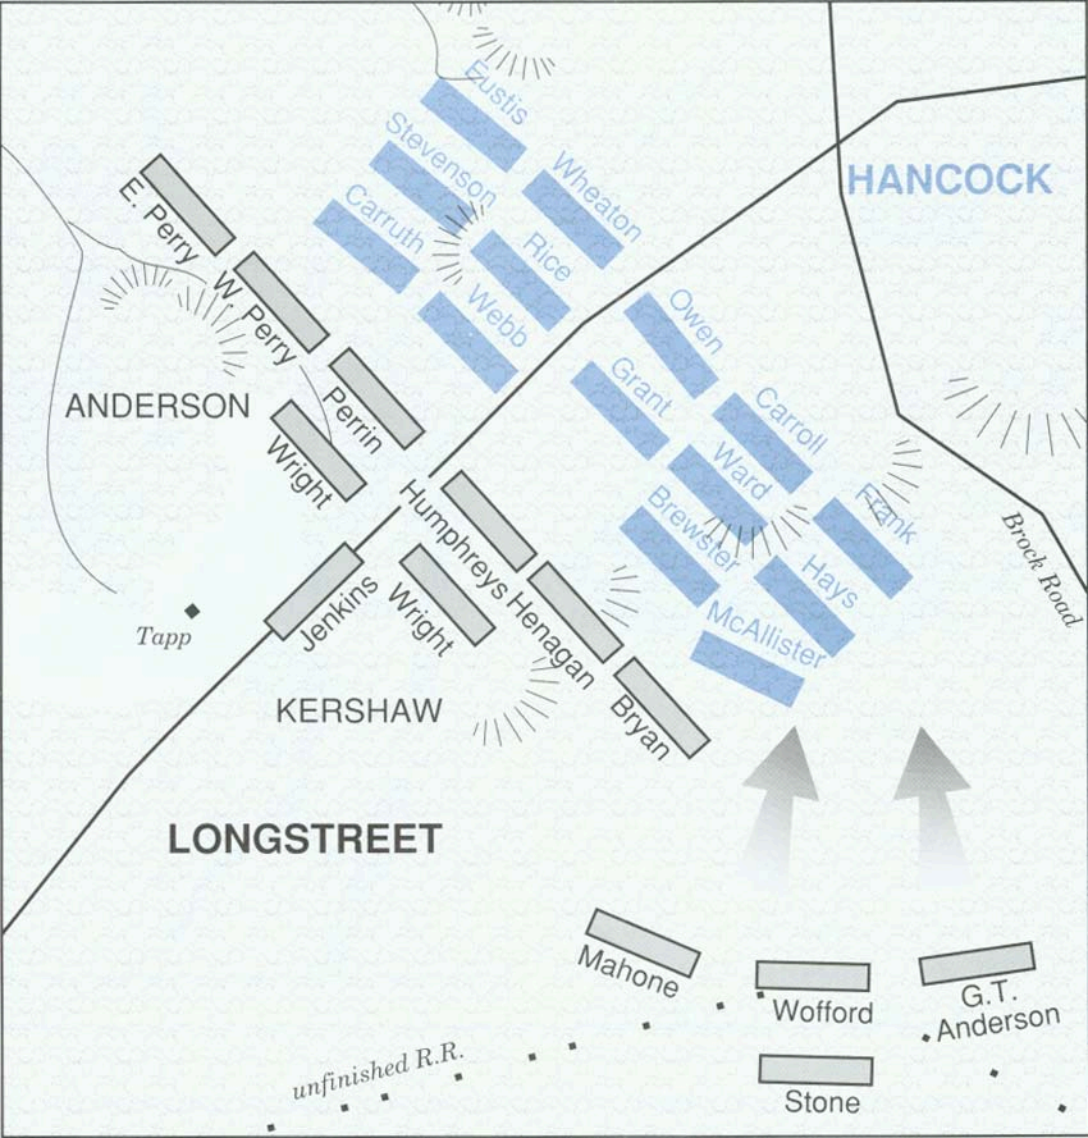 Eustis
Stevenson
Wheaton
HANCOCK
E. Perry
Carruth
Rice
W. Perry
Webb
Owen
ANDERSON
Perrin
Grant
Carroll
Wright
Ward
Frank
Humphreys
Brewster
Brock Road
Tapp
Jenkins
Wright
Henagan
Hays
McAllister
KERSHAW
Bryan
LONGSTREET
Mahone
Wofford
G.T.
Anderson
unfinished R.R.
Stone